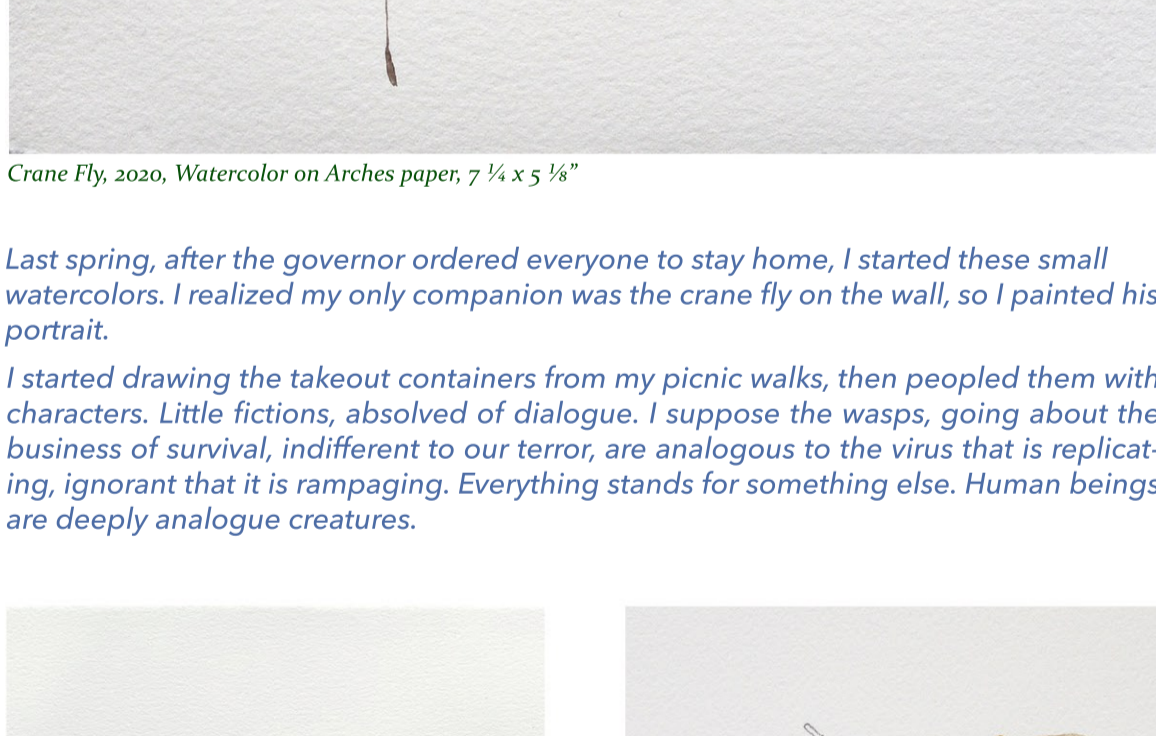 Crane Fly, 2020, Watercolor on Arches paper, 7 ¼ x 5 ⅛”
Last spring, after the governor ordered everyone to stay home, I started these small
watercolors. I realized my only companion was the crane fly on the wall, so I painted his
portrait.
I started drawing the takeout containers from my picnic walks, then peopled them with
characters. Little fictions, absolved of dialogue. I suppose the wasps, going about the
business of survival, indifferent to our terror, are analogous to the virus that is replicat-
ing, ignorant that it is rampaging. Everything stands for something else. Human beings
are deeply analogue creatures.